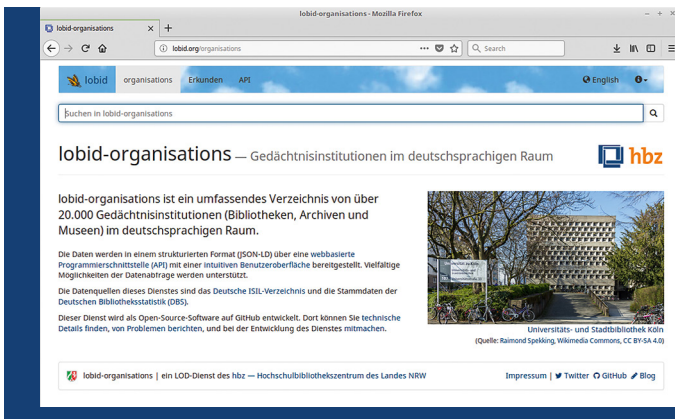 lobid-organisations - Mozilla Firefox
lobid-organisations
lobid.org/organisations
Search
lobid organisations Erkunden API English
Suchen in lobid-organisations
lobid-organisations — Gedächtnisinstitutionen im deutschsprachigen Raum
hbz
lobid-organisations ist ein umfassendes Verzeichnis von über
20.000 Gedächtnisinstitutionen (Bibliotheken, Archiven und
Museen) im deutschsprachigen Raum.
Die Daten werden in einem strukturierten Format (JSON-LD) über eine webbasierte
Programmierschnittstelle (API) mit einer intuitiven Benutzeroberfläche bereitgestellt. Vielfältige
Möglichkeiten der Datenabfrage werden unterstützt.
Die Datenquellen dieses Dienstes sind das Deutsche ISIL-Verzeichnis und die Stammdaten der
Deutschen Bibliotheksstatistik (DBS).
Dieser Dienst wird als Open-Source-Software auf GitHub entwickelt. Dort können Sie technische
Details finden, von Problemen berichten, und bei der Entwicklung des Dienstes mitmachen.
Universitäts- und Stadtbibliothek Köln
(Quelle: Raimond Spekking, Wikimedia Commons, CC BY-SA 4.0)
lobid-organisations | ein LOD-Dienst des hbz — Hochschulbibliothekszentrum des Landes NRW
Impressum | Twitter GitHub Blog